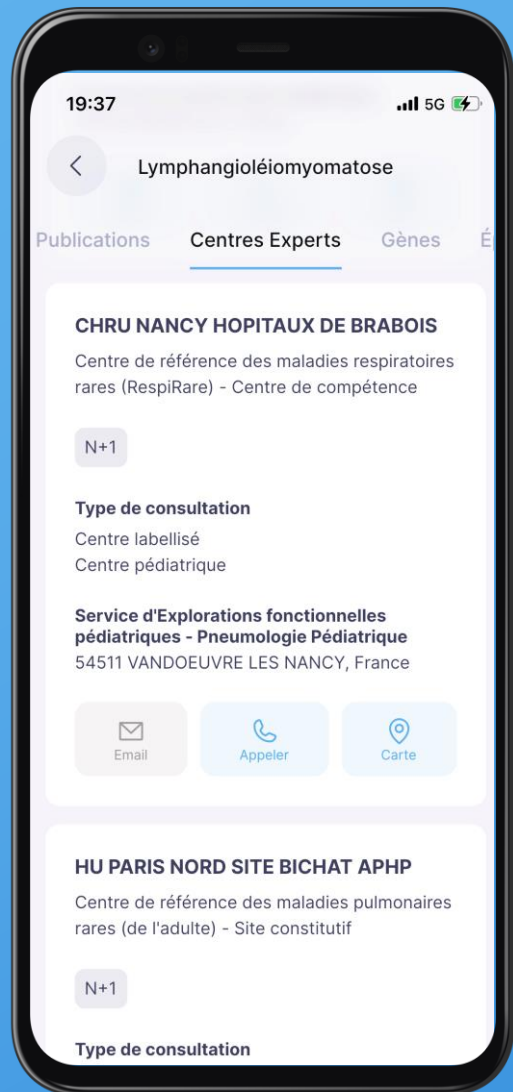 19:37
5G
Lymphangioléiomyomatose
Publications Centres Experts Gènes
CHRU NANCY HOPITAUX DE BRABOIS
Centre de référence des maladies respiratoires
rares (RespiRare) - Centre de compétence
N+1
Type de consultation
Centre labellisé
Centre pédiatrique
Service d'Explorations fonctionnelles
pédiatriques - Pneumologie Pédiatrique
54511 VANDOEUVRE LES NANCY, France
Email Appeler Carte
HU PARIS NORD SITE BICHAT APHP
Centre de référence des maladies pulmonaires
rares (de l'adulte) - Site constitutif
N+1
Type de consultation